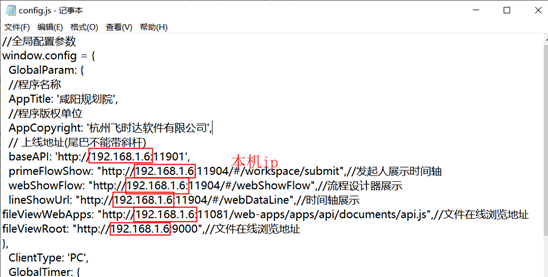 config.js - 记事本
文件(F) 编辑(E) 格式(O) 查看(V) 帮助(H)
//全局配置参数
window.config = {
GlobalParam: {
//程序名称
AppTitle: '咸阳规划院',
//程序版权单位
AppCopyright: '杭州飞时达软件有限公司',
// 上线地址(尾巴不能带斜杆)
本机ip
baseAPI: 'http://192.168.1.6:11901',
primeFlowShow: "http://192.168.1.6:11904/#/workspace/submit",//发起人展示时间轴
webShowFlow: "http://192.168.1.6:11904/#/webShowFlow",//流程设计器展示
lineShowUrl: "http://192.168.1.6:11904/#/webDataLine",//时间轴展示
fileViewWebApps: "http://192.168.1.6:11081/web-apps/apps/api/documents/api.js",//文件在线浏览地址
fileViewRoot: "http://192.168.1.6:9000",//文件在线浏览地址
},
ClientType: 'PC',
GlobalTimer: {